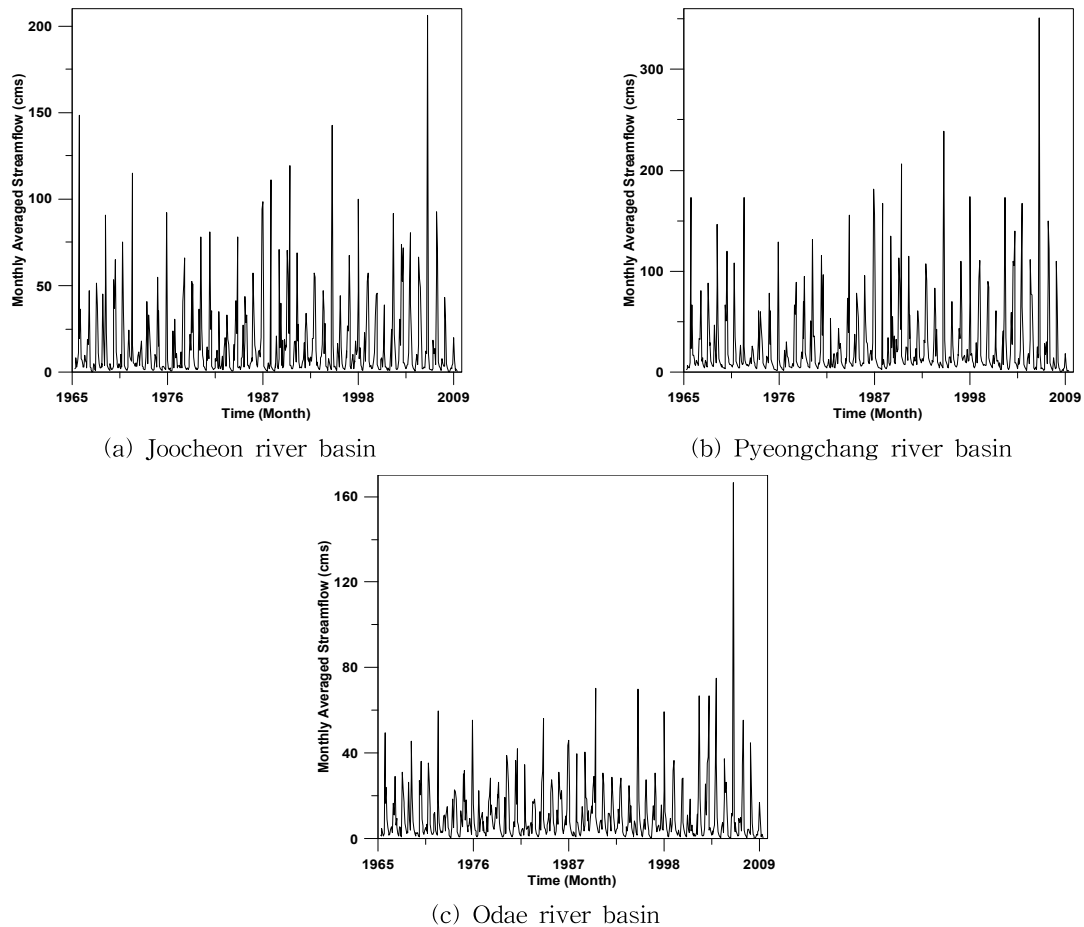 Monthly Averaged Streamflow (cms)
200
150
100
50
0
1965 1976 1987 1998 2009
Time (Month)
(a) Joocheon river basin
Monthly Averaged Streamflow (cms)
300
200
100
0
1965 1976 1987 1998 2009
Time (Month)
(b) Pyeongchang river basin
Monthly Averaged Streamflow (cms)
160
120
80
40
0
1965 1976 1987 1998 2009
Time (Month)
(c) Odae river basin